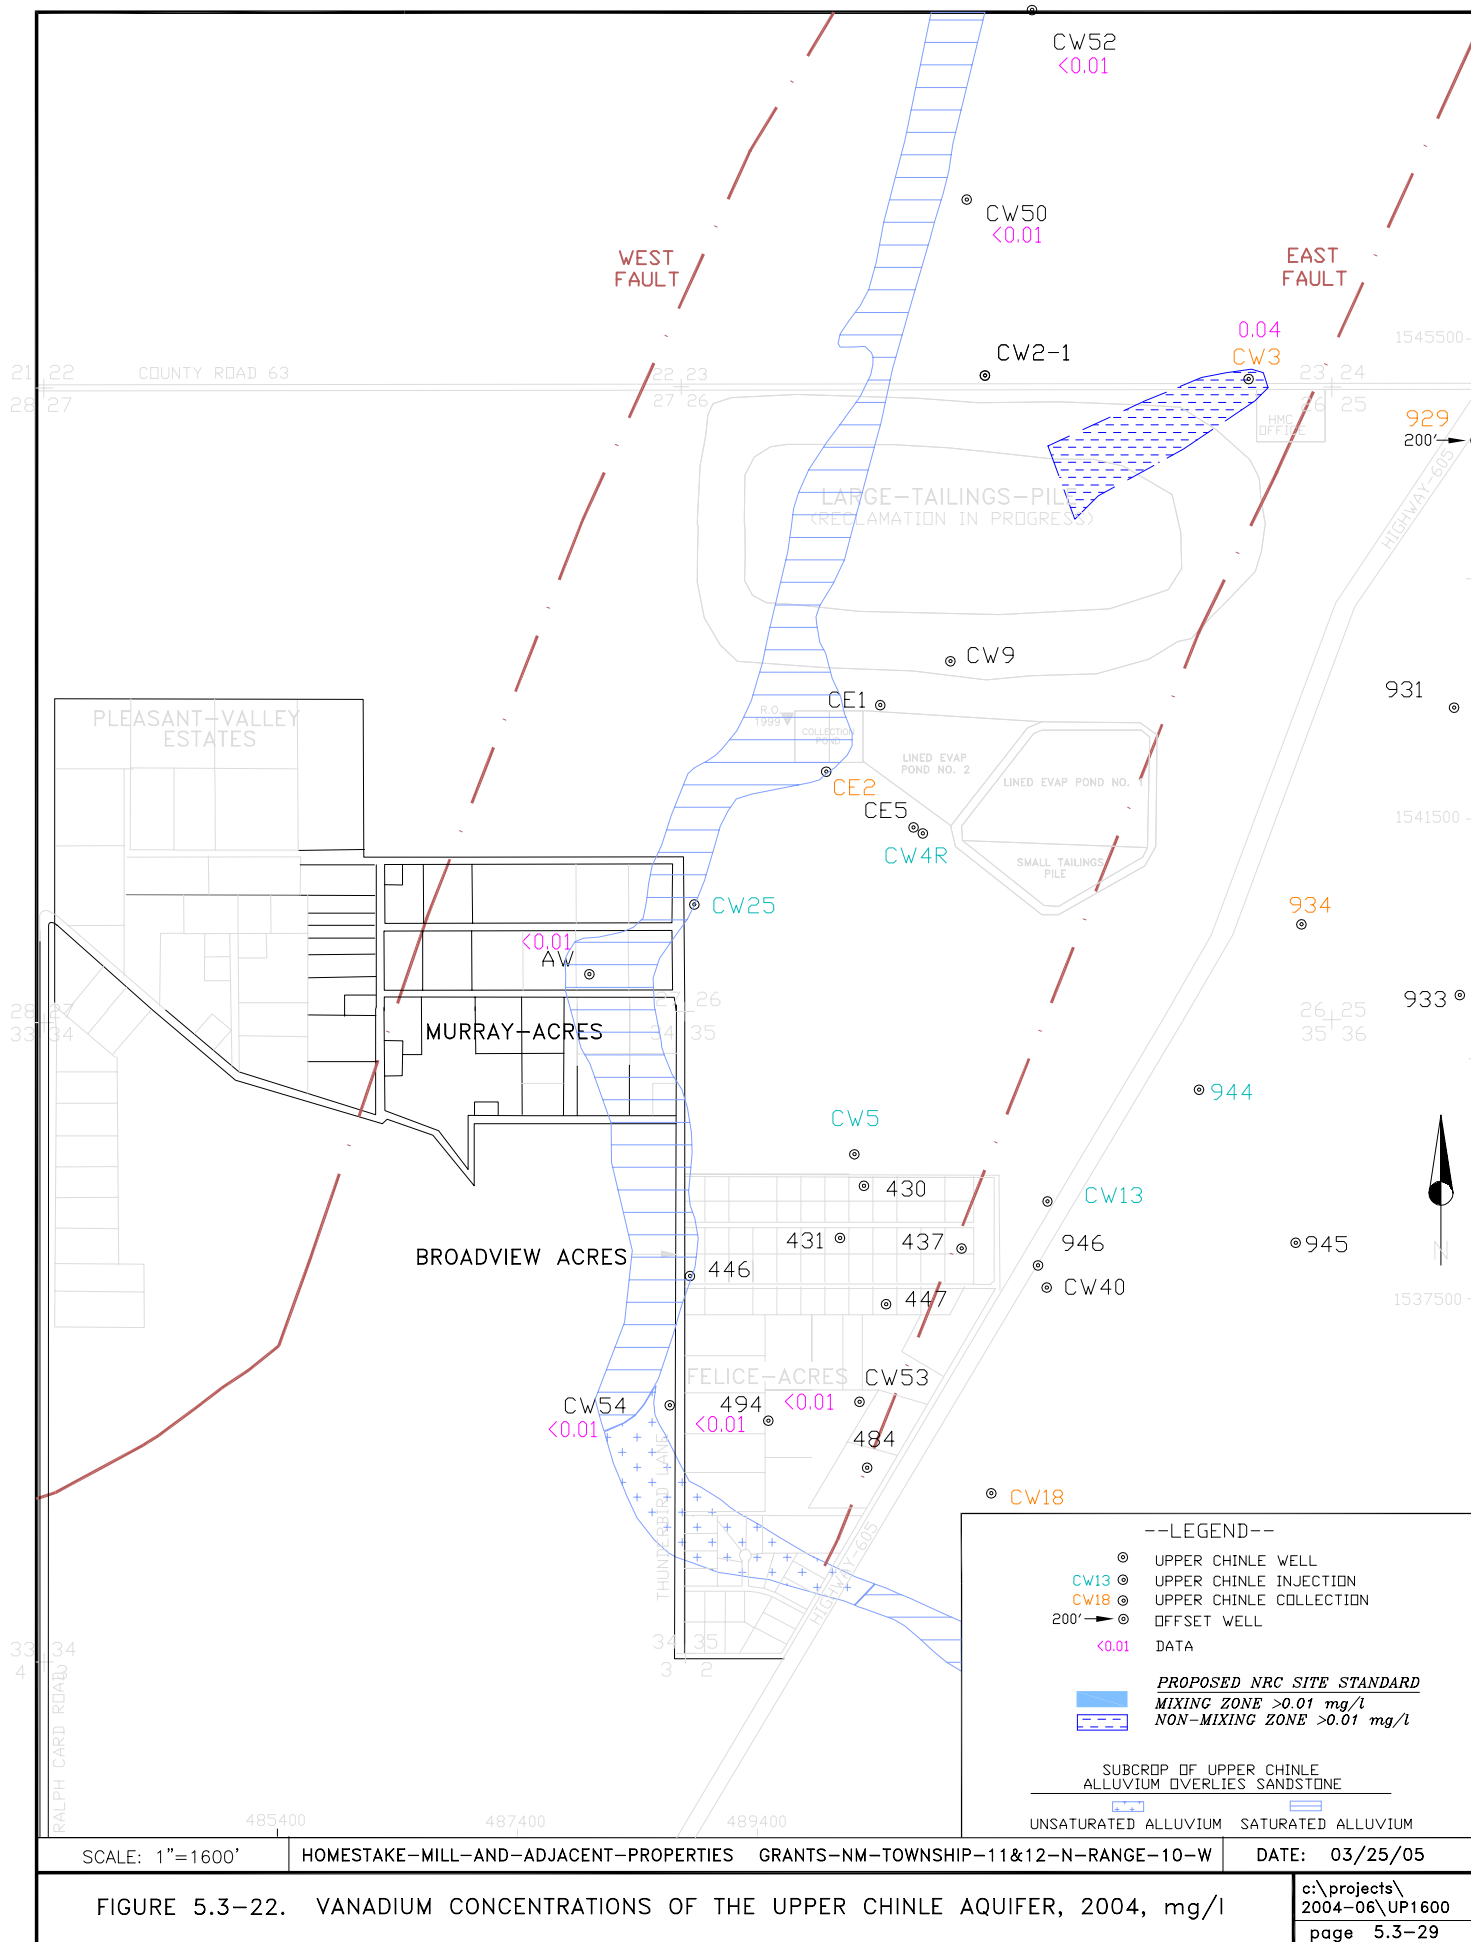 CW52
<0.01
CW50
<0.01
WEST
FAULT
EAST
FAULT
0.04
CW3
CW2-1
1545500
21 22
28 27
COUNTY ROAD 63
22 23
27 26
23 24
26 25
HMC
OFFICE
929
200'
HIGHWAY-605
LARGE-TAILINGS-PILE
(RECLAMATION IN PROGRESS)
CW9
CE1
931
PLEASANT-VALLEY
ESTATES
R.O.
1999
COLLECTION
POND
LINED EVAP
POND NO. 2
LINED EVAP POND NO. 1
CE2
CE5
CW4R
1541500
SMALL TAILINGS
PILE
CW25
934
<0.01
AW
933
28 27
33 34
27 26
34 35
26 25
35 36
MURRAY-ACRES
944
CW5
430
CW13
431
437
946
945
BROADVIEW ACRES
446
CW40
447
1537500
N
FELICE-ACRES
CW53
CW54
<0.01
494
<0.01
<0.01
484
THUNDERBIRD LANE
CW18
HIGHWAY-605
33 34
4 3
34 35
3 2
RALPH CARD ROAD
485400
487400
489400
--LEGEND--
UPPER CHINLE WELL
CW13 UPPER CHINLE INJECTION
CW18 UPPER CHINLE COLLECTION
200' OFFSET WELL
<0.01 DATA
PROPOSED NRC SITE STANDARD
MIXING ZONE >0.01 mg/l
NON-MIXING ZONE >0.01 mg/l
SUBCROP OF UPPER CHINLE
ALLUVIUM OVERLIES SANDSTONE
UNSATURATED ALLUVIUM SATURATED ALLUVIUM
SCALE: 1"=1600'
HOMESTAKE-MILL-AND-ADJACENT-PROPERTIES GRANTS-NM-TOWNSHIP-11&12-N-RANGE-10-W
DATE: 03/25/05
FIGURE 5.3-22. VANADIUM CONCENTRATIONS OF THE UPPER CHINLE AQUIFER, 2004, mg/l
c:\projects\
2004-06\UP1600
page 5.3-29